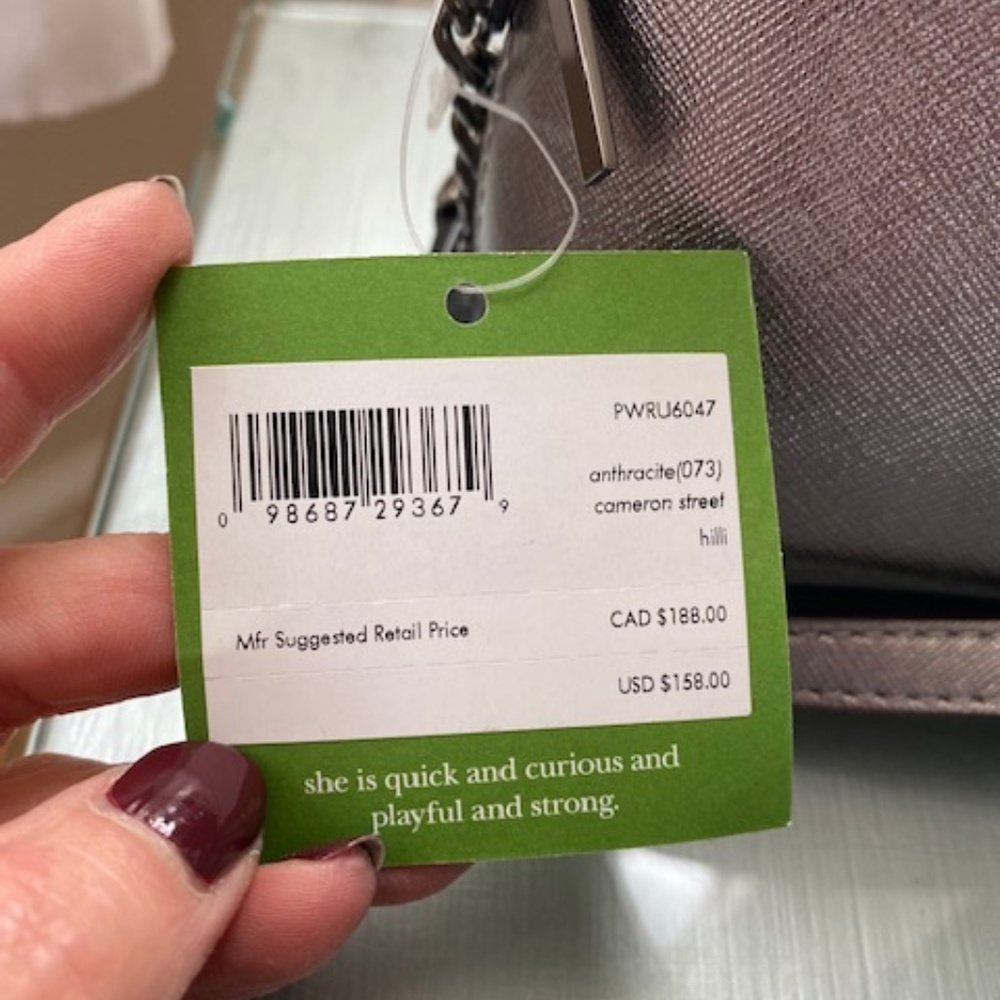 PWRU6047
0 98687 29367 9
anthracite(073)
cameron street
hilli
Mfr Suggested Retail Price
CAD $188.00
USD $158.00
she is quick and curious and
playful and strong.